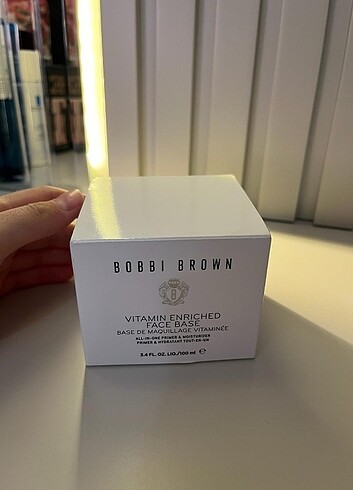 BOBBI BROWN
B
VITAMIN ENRICHED
FACE BASE
BASE DE MAQUILLAGE VITAMINÉE
ALL-IN-ONE PRIMER & MOISTURIZER
PRIMER & HYDRATANT TOUT-EN-UN
3.4 FL. OZ. LIQ./100 ml ℮